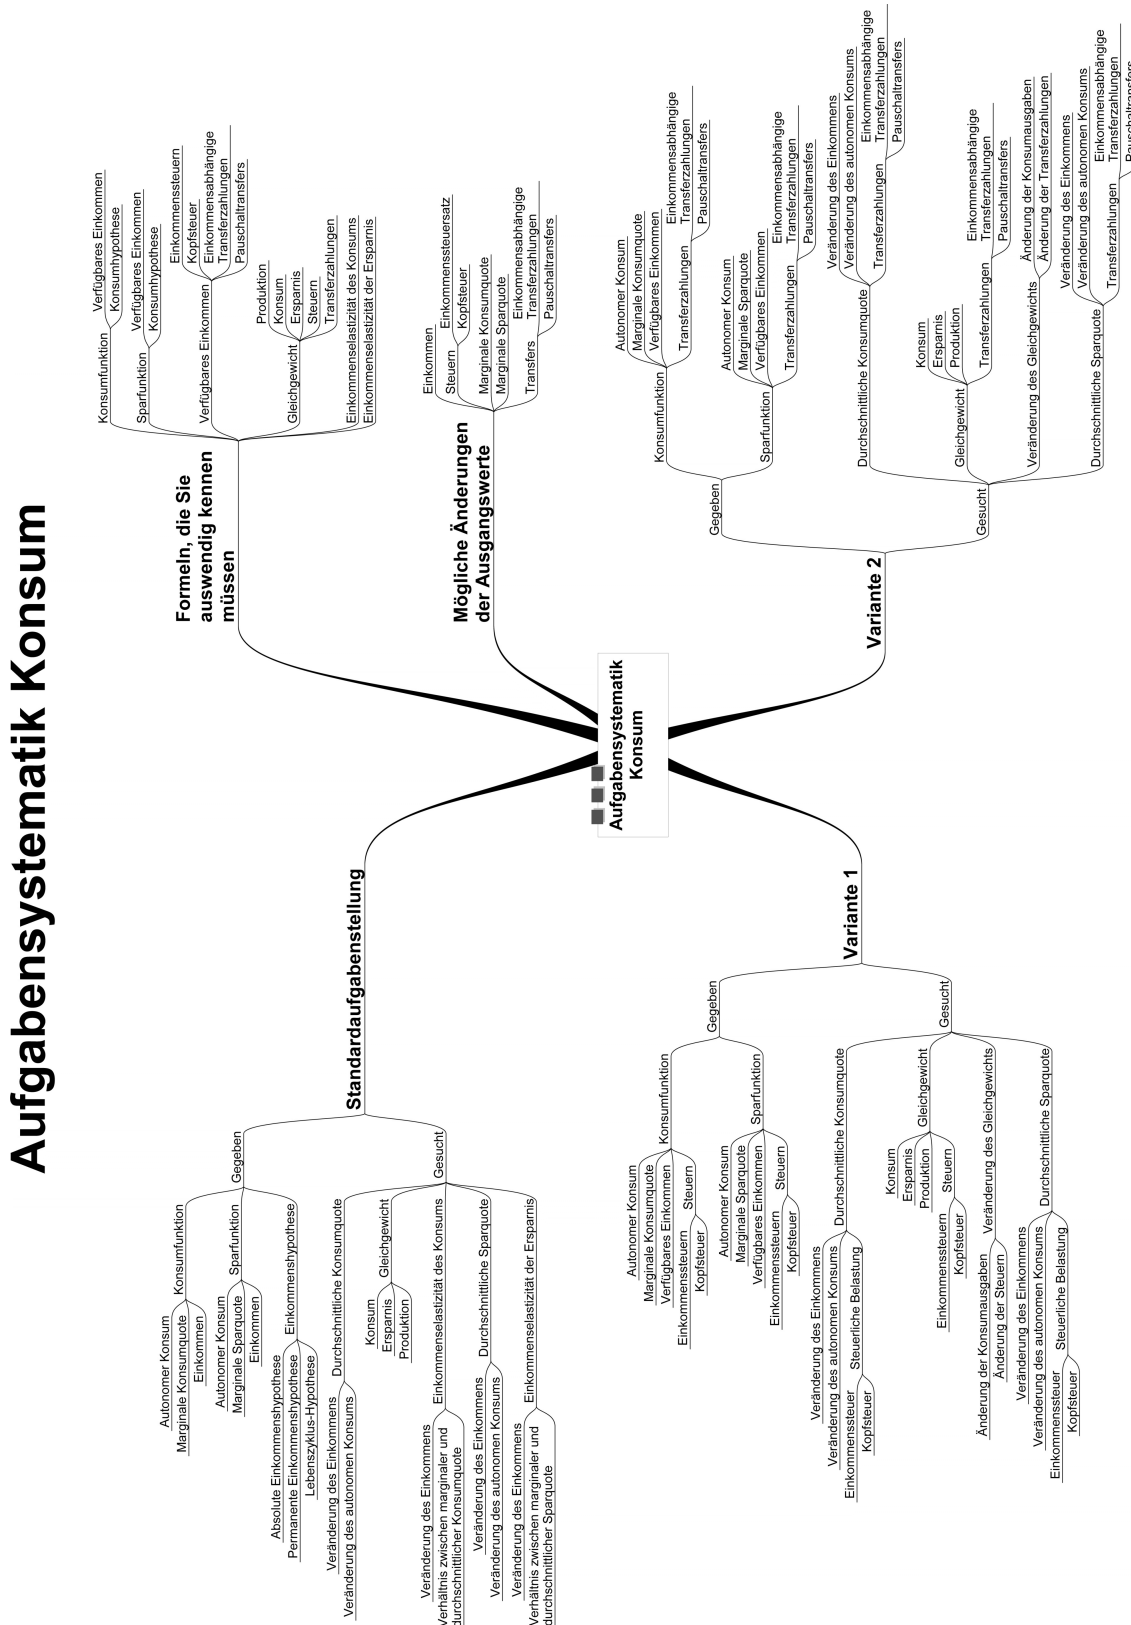 Aufgabensystematik Konsum
Aufgabensystematik
Konsum
Formeln, die Sie
auswendig kennen
müssen
Konsumfunktion
Verfügbares Einkommen
Konsumhypothese
Sparfunktion
Verfügbares Einkommen
Konsumhypothese
Verfügbares Einkommen
Einkommenssteuern
Kopfsteuer
Einkommensabhängige
Transferzahlungen
Pauschaltransfers
Gleichgewicht
Produktion
Konsum
Ersparnis
Steuern
Transferzahlungen
Einkommenselastizität des Konsums
Einkommenselastizität der Ersparnis
Mögliche Änderungen
der Ausgangswerte
Einkommen
Steuern
Einkommenssteuersatz
Kopfsteuer
Marginale Konsumquote
Marginale Sparquote
Transfers
Einkommensabhängige
Transferzahlungen
Pauschaltransfers
Variante 2
Gegeben
Konsumfunktion
Autonomer Konsum
Marginale Konsumquote
Verfügbares Einkommen
Transferzahlungen
Einkommensabhängige
Transferzahlungen
Pauschaltransfers
Sparfunktion
Autonomer Konsum
Marginale Sparquote
Verfügbares Einkommen
Transferzahlungen
Einkommensabhängige
Transferzahlungen
Pauschaltransfers
Gesucht
Durchschnittliche Konsumquote
Veränderung des Einkommens
Veränderung des autonomen Konsums
Transferzahlungen
Einkommensabhängige
Transferzahlungen
Pauschaltransfers
Gleichgewicht
Konsum
Ersparnis
Produktion
Transferzahlungen
Einkommensabhängige
Transferzahlungen
Pauschaltransfers
Veränderung des Gleichgewichts
Änderung der Konsumausgaben
Änderung der Transferzahlungen
Durchschnittliche Sparquote
Veränderung des Einkommens
Veränderung des autonomen Konsums
Transferzahlungen
Einkommensabhängige
Transferzahlungen
Pauschaltransfers
Standardaufgabenstellung
Gegeben
Konsumfunktion
Autonomer Konsum
Marginale Konsumquote
Einkommen
Sparfunktion
Autonomer Konsum
Marginale Sparquote
Einkommen
Einkommenshypothese
Absolute Einkommenshypothese
Permanente Einkommenshypothese
Lebenszyklus-Hypothese
Gesucht
Durchschnittliche Konsumquote
Veränderung des Einkommens
Veränderung des autonomen Konsums
Gleichgewicht
Konsum
Ersparnis
Produktion
Einkommenselastizität des Konsums
Veränderung des Einkommens
Verhältnis zwischen marginaler und
durchschnittlicher Konsumquote
Durchschnittliche Sparquote
Veränderung des Einkommens
Veränderung des autonomen Konsums
Einkommenselastizität der Ersparnis
Veränderung des Einkommens
Verhältnis zwischen marginaler und
durchschnittlicher Sparquote
Variante 1
Gegeben
Konsumfunktion
Autonomer Konsum
Marginale Konsumquote
Verfügbares Einkommen
Steuern
Einkommenssteuern
Kopfsteuer
Sparfunktion
Autonomer Konsum
Marginale Sparquote
Verfügbares Einkommen
Steuern
Einkommenssteuern
Kopfsteuer
Gesucht
Durchschnittliche Konsumquote
Veränderung des Einkommens
Veränderung des autonomen Konsums
Steuerliche Belastung
Einkommenssteuer
Kopfsteuer
Gleichgewicht
Konsum
Ersparnis
Produktion
Steuern
Einkommenssteuern
Kopfsteuer
Veränderung des Gleichgewichts
Änderung der Konsumausgaben
Änderung der Steuern
Durchschnittliche Sparquote
Veränderung des Einkommens
Veränderung des autonomen Konsums
Steuerliche Belastung
Einkommenssteuer
Kopfsteuer